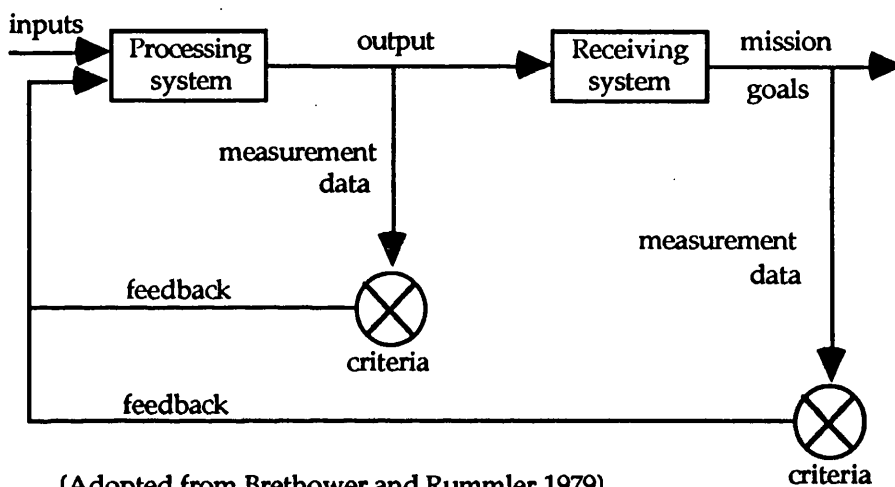 inputs
Processing
system
output
Receiving
system
mission
goals
measurement
data
measurement
data
feedback
criteria
feedback
criteria
(Adopted from Brethower and Rummler 1979)